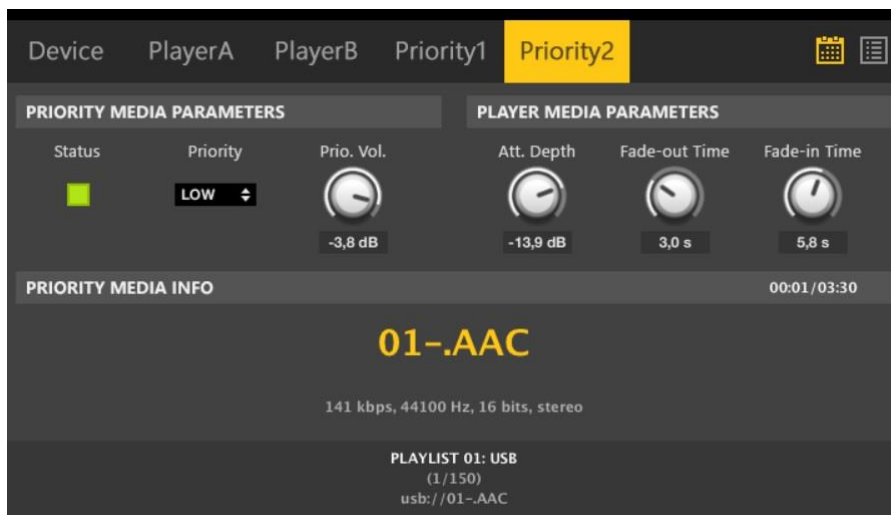 Device PlayerA PlayerB Priority1 Priority2
PRIORITY MEDIA PARAMETERS
Status Priority Prio. Vol.
LOW
-3,8 dB
PLAYER MEDIA PARAMETERS
Att. Depth Fade-out Time Fade-in Time
-13,9 dB 3,0 s 5,8 s
PRIORITY MEDIA INFO 00:01/03:30
01-.AAC
141 kbps, 44100 Hz, 16 bits, stereo
PLAYLIST 01: USB
(1/150)
usb://01-.AAC